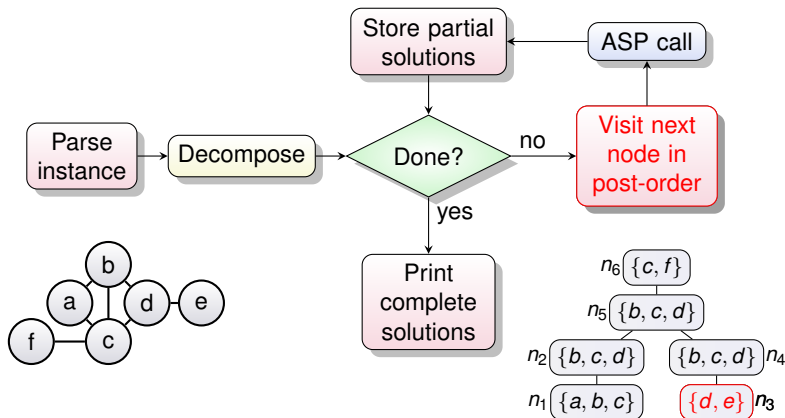 Store partial
solutions
ASP call
Parse
instance
Decompose
Done?
no
Visit next
node in
post-order
yes
Print
complete
solutions
b
a
d
e
f
c
n6 {c, f}
n5 {b, c, d}
n2 {b, c, d}
{b, c, d} n4
n1 {a, b, c}
{d, e} n3